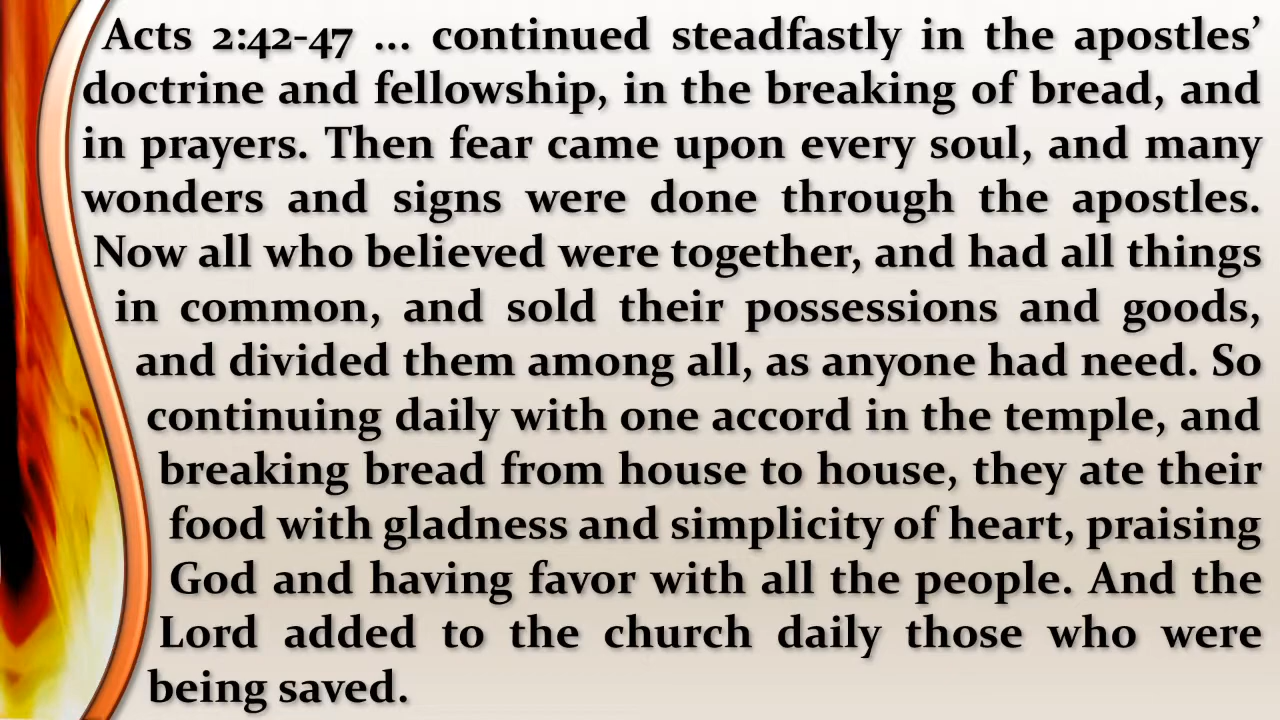 Acts 2:42-47 ... continued steadfastly in the apostles’
doctrine and fellowship, in the breaking of bread, and
in prayers. Then fear came upon every soul, and many
wonders and signs were done through the apostles.
Now all who believed were together, and had all things
in common, and sold their possessions and goods,
and divided them among all, as anyone had need. So
continuing daily with one accord in the temple, and
breaking bread from house to house, they ate their
food with gladness and simplicity of heart, praising
God and having favor with all the people. And the
Lord added to the church daily those who were
being saved.